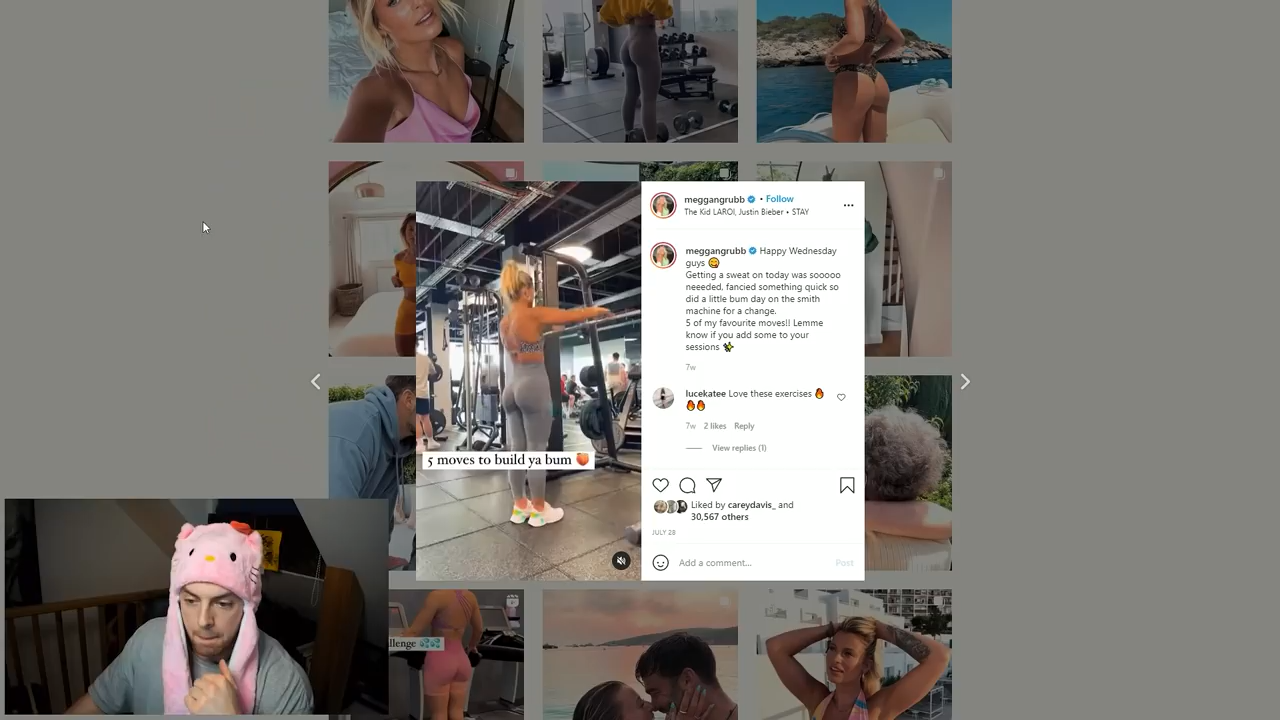 meggangrubb • Follow
The Kid LAROI, Justin Bieber • STAY
meggangrubb Happy Wednesday
guys 😋
Getting a sweat on today was sooooo
neeeded, fancied something quick so
did a little bum day on the smith
machine for a change.
5 of my favourite moves!! Lemme
know if you add some to your
sessions
7w
lucekatee Love these exercises 🔥
🔥🔥
7w 2 likes Reply
View replies (1)
5 moves to build ya bum 🍑
Liked by careydavis_ and
30,567 others
JULY 28
Add a comment...
Post
llenge 💦💦